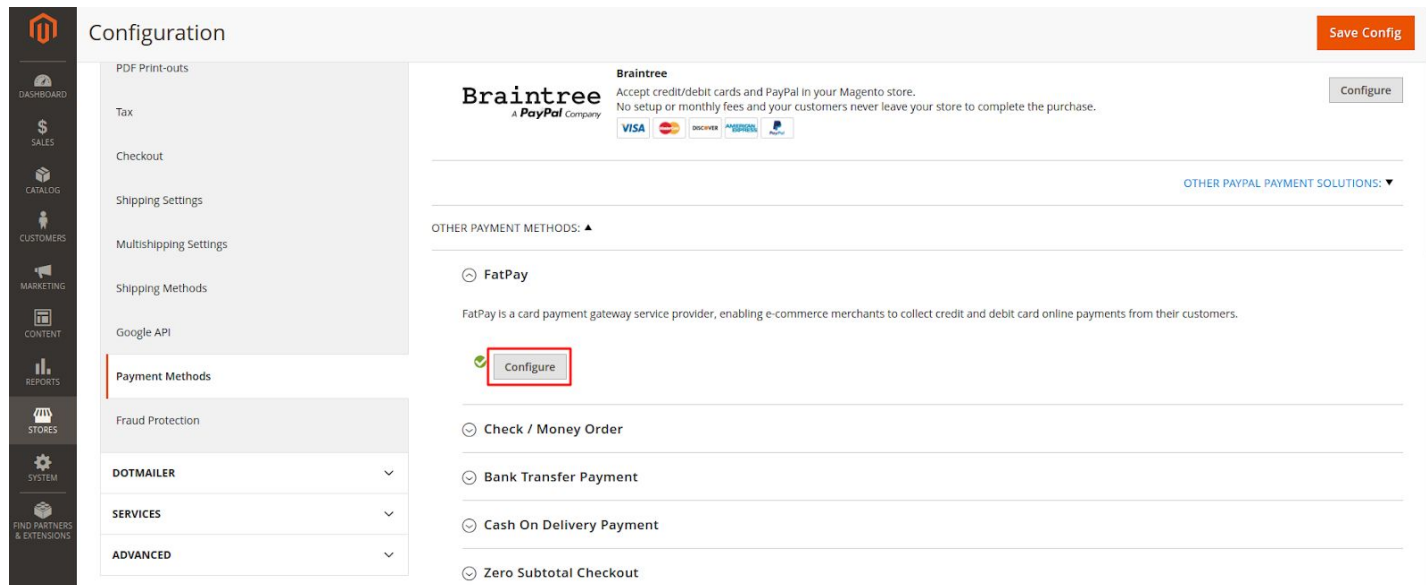 Configuration
Save Config
DASHBOARD
SALES
CATALOG
CUSTOMERS
MARKETING
CONTENT
REPORTS
STORES
SYSTEM
FIND PARTNERS
& EXTENSIONS
PDF Print-outs
Tax
Checkout
Shipping Settings
Multishipping Settings
Shipping Methods
Google API
Payment Methods
Fraud Protection
DOTMAILER
SERVICES
ADVANCED
Braintree
A PayPal Company
Braintree
Accept credit/debit cards and PayPal in your Magento store.
No setup or monthly fees and your customers never leave your store to complete the purchase.
VISA MasterCard DISCOVER AMERICAN EXPRESS PayPal
Configure
OTHER PAYPAL PAYMENT SOLUTIONS:
OTHER PAYMENT METHODS:
FatPay
FatPay is a card payment gateway service provider, enabling e-commerce merchants to collect credit and debit card online payments from their customers.
Configure
Check / Money Order
Bank Transfer Payment
Cash On Delivery Payment
Zero Subtotal Checkout